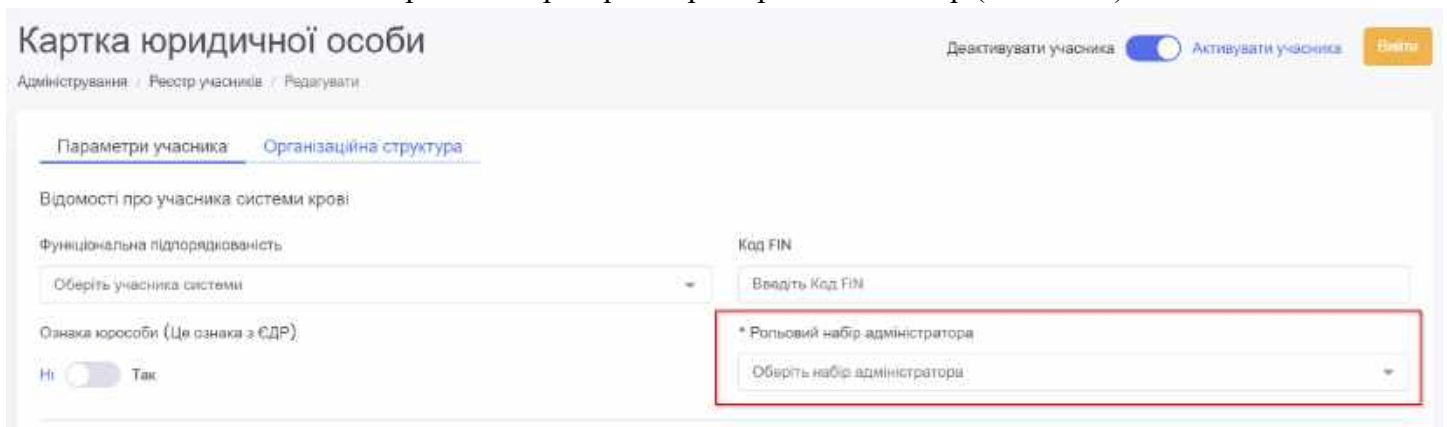 Картка юридичної особи
Деактивувати учасника Активувати учасника Вийти
Адміністрування / Реєстр учасників / Редагувати
Параметри учасника Організаційна структура
Відомості про учасника системи крові
Функціональна підпорядкованість Код FIN
Оберіть учасника системи Введіть Код FIN
Ознака юрособи (Це ознака з ЄДР) * Рольовий набір адміністратора
Ні Так Оберіть набір адміністратора